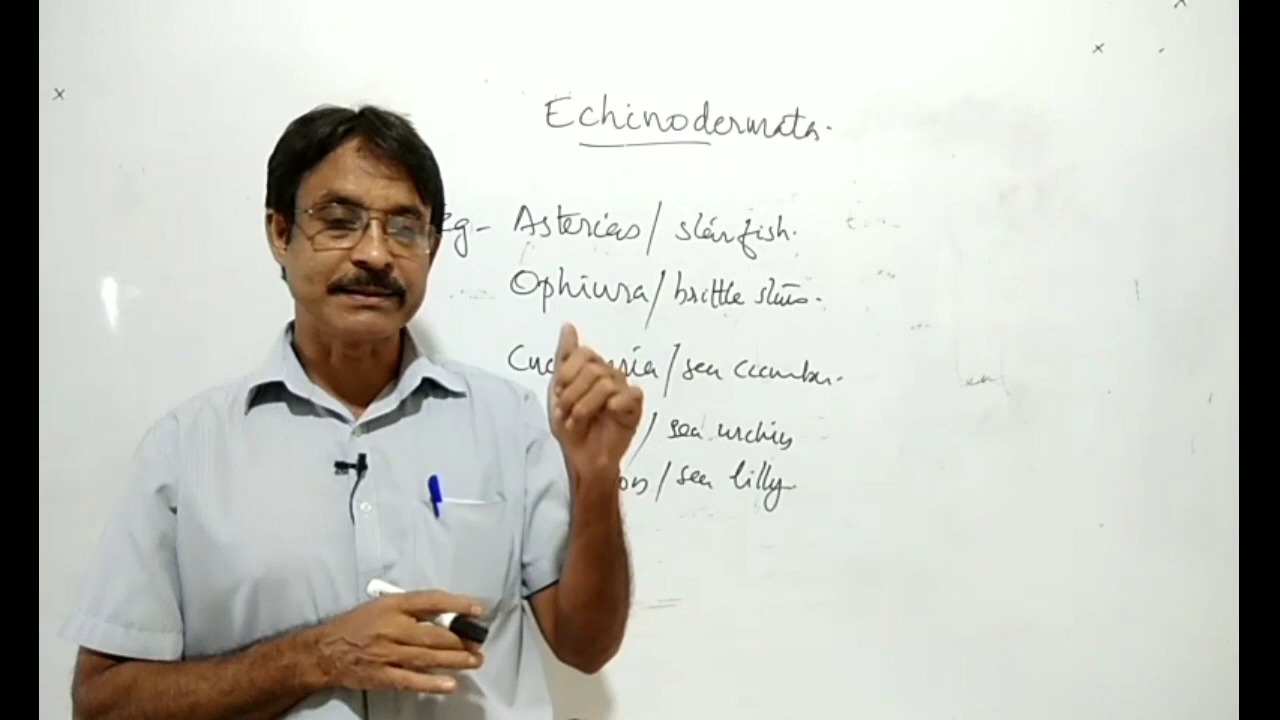 Echinodermata.
Eg- Asterias / starfish.
Ophiura / brittle stars.
/ sea cucumber.
/ sea urchin
/ sea lilly